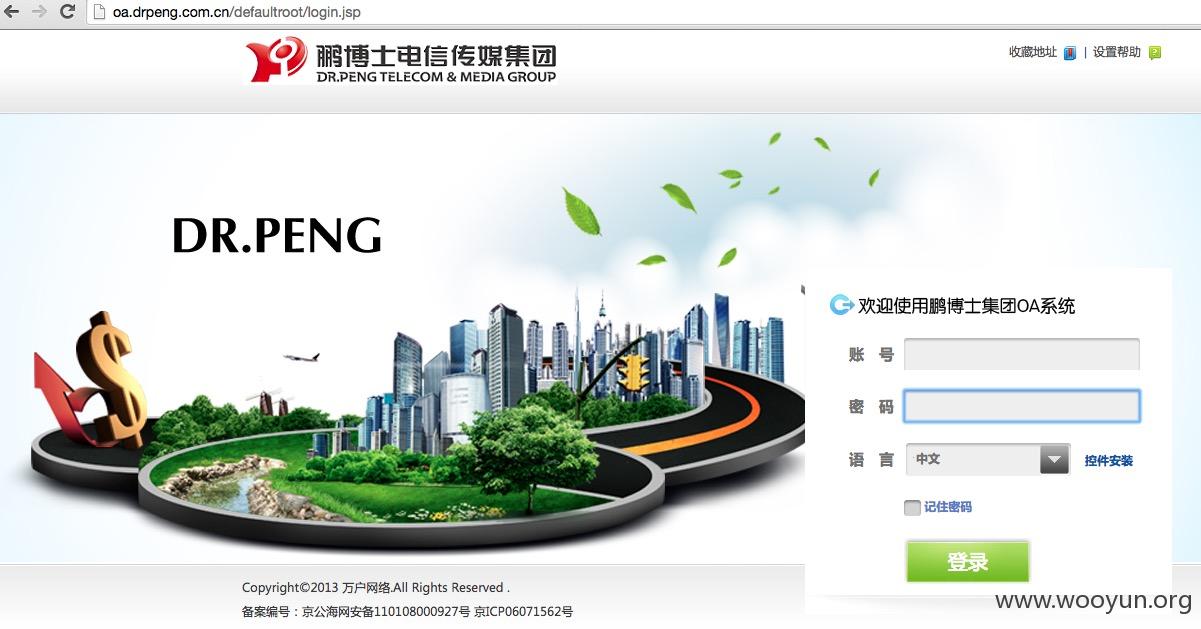 oa.drpeng.com.cn/defaultroot/login.jsp
鹏博士电信传媒集团
DR.PENG TELECOM & MEDIA GROUP
收藏地址 | 设置帮助
DR.PENG
欢迎使用鹏博士集团OA系统
账 号
密 码
语 言 中文 控件安装
记住密码
登录
Copyright©2013 万户网络.All Rights Reserved .
备案编号：京公海网安备110108000927号 京ICP06071562号
www.wooyun.org